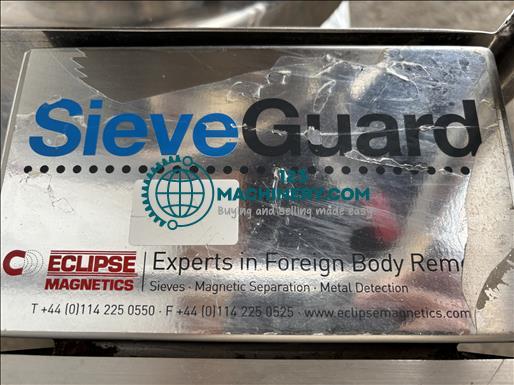 SieveGuard
123
MACHINERY.COM
Buying and selling made easy
ECLIPSE
MAGNETICS
Experts in Foreign Body Rem
Sieves · Magnetic Separation · Metal Detection
T +44 (0)114 225 0550 · F +44 (0)114 225 0525 · www.eclipsemagnetics.com